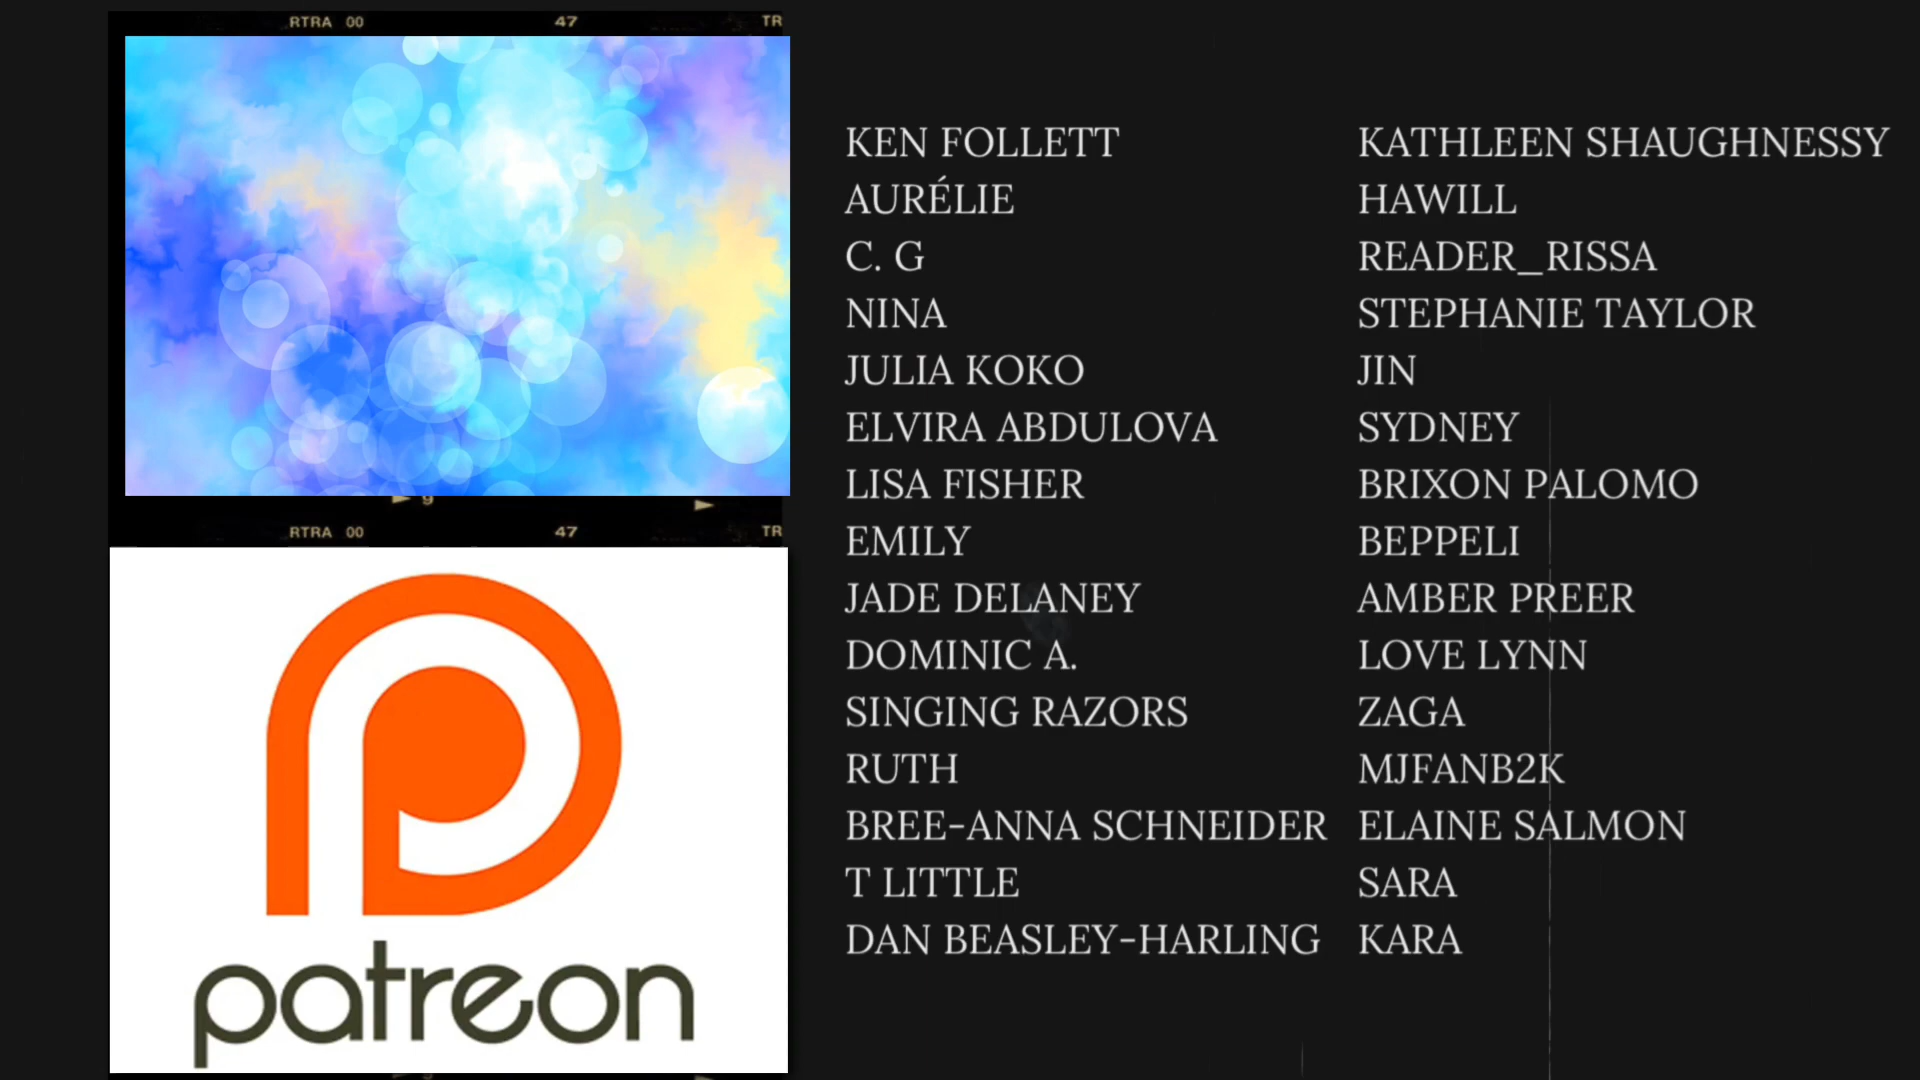 RTRA 00 47 TR
9
RTRA 00 47 TR
patreon
KEN FOLLETT
AURÉLIE
C. G
NINA
JULIA KOKO
ELVIRA ABDULOVA
LISA FISHER
EMILY
JADE DELANEY
DOMINIC A.
SINGING RAZORS
RUTH
BREE-ANNA SCHNEIDER
T LITTLE
DAN BEASLEY-HARLING
KATHLEEN SHAUGHNESSY
HAWILL
READER_RISSA
STEPHANIE TAYLOR
JIN
SYDNEY
BRIXON PALOMO
BEPPELI
AMBER PREER
LOVE LYNN
ZAGA
MJFANB2K
ELAINE SALMON
SARA
KARA